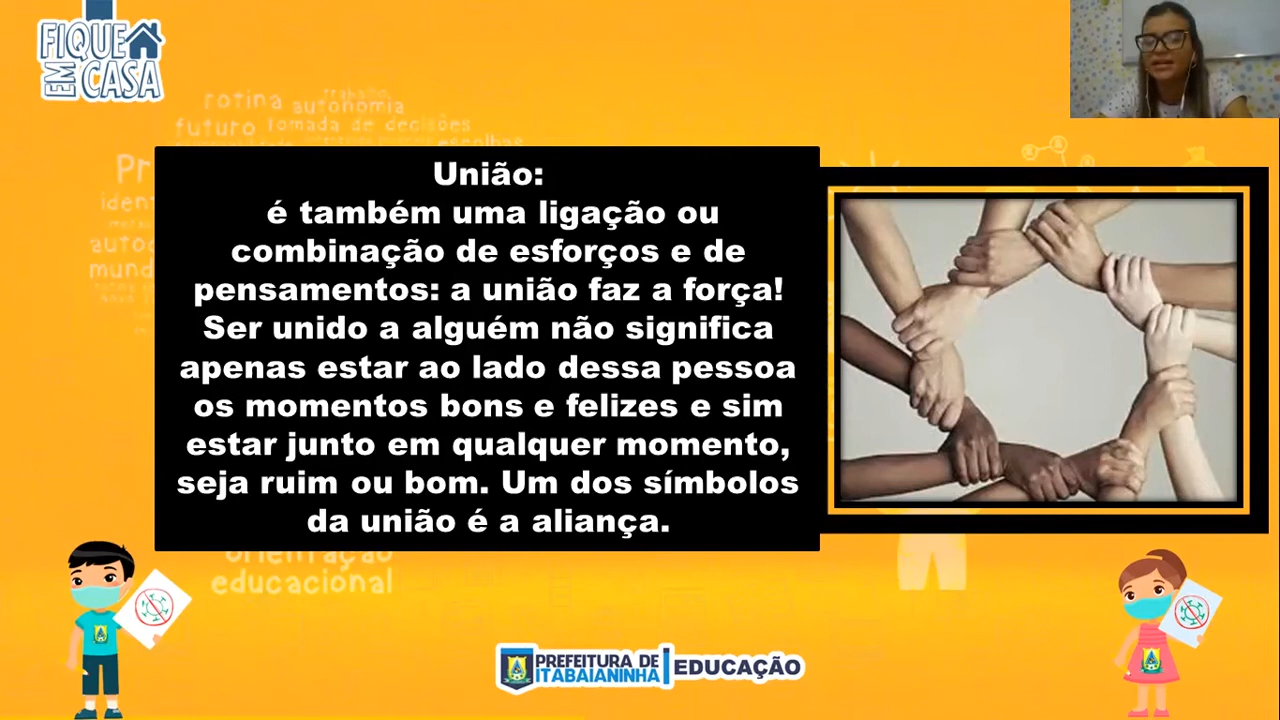 FIQUE
EM CASA
rotina
trabalho
autonomia
futuro
tomada de decisões
escolhas
União:
é também uma ligação ou
combinação de esforços e de
pensamentos: a união faz a força!
Ser unido a alguém não significa
apenas estar ao lado dessa pessoa
os momentos bons e felizes e sim
estar junto em qualquer momento,
seja ruim ou bom. Um dos símbolos
da união é a aliança.
orientação
educacional
PREFEITURA DE
ITABAIANINHA
EDUCAÇÃO